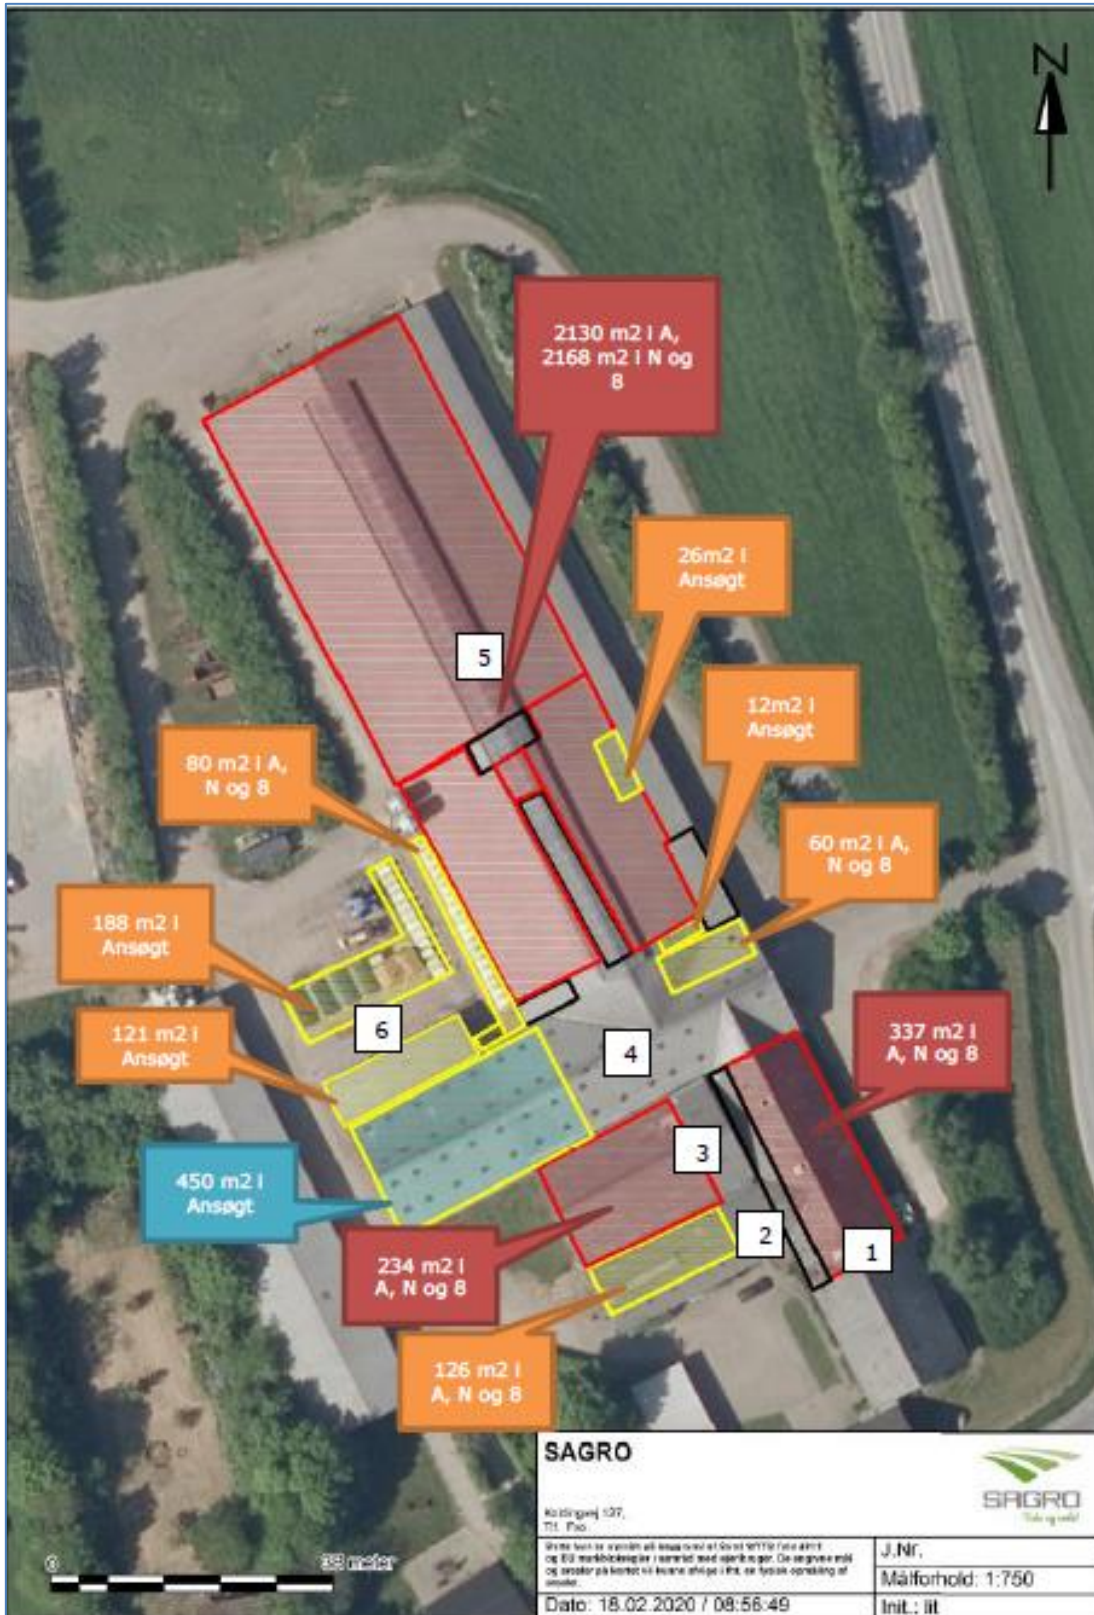 N
2130 m2 i A,
2168 m2 i N og
8
26m2 i
Ansøgt
5
12m2 i
Ansøgt
80 m2 i A,
N og 8
60 m2 i A,
N og 8
188 m2 i
Ansøgt
6
121 m2 i
Ansøgt
4
337 m2 i
A, N og 8
3
450 m2 i
Ansøgt
2
1
234 m2 i
A, N og 8
126 m2 i
A, N og 8
SAGRO
SAGRO
J.Nr.
0
38 meter
Målforhold: 1:750
Dato: 18.02.2020 / 08:56:49
Init.: lit